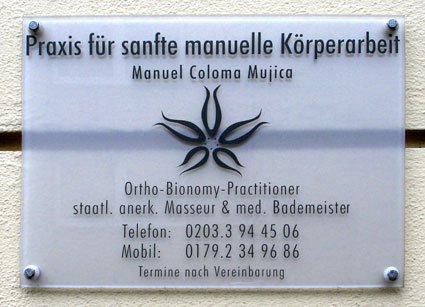 Praxis für sanfte manuelle Körperarbeit
Manuel Coloma Mujica
Ortho-Bionomy-Practitioner
staatl. anerk. Masseur & med. Bademeister
Telefon: 0203.3 94 45 06
Mobil: 0179.2 34 96 86
Termine nach Vereinbarung